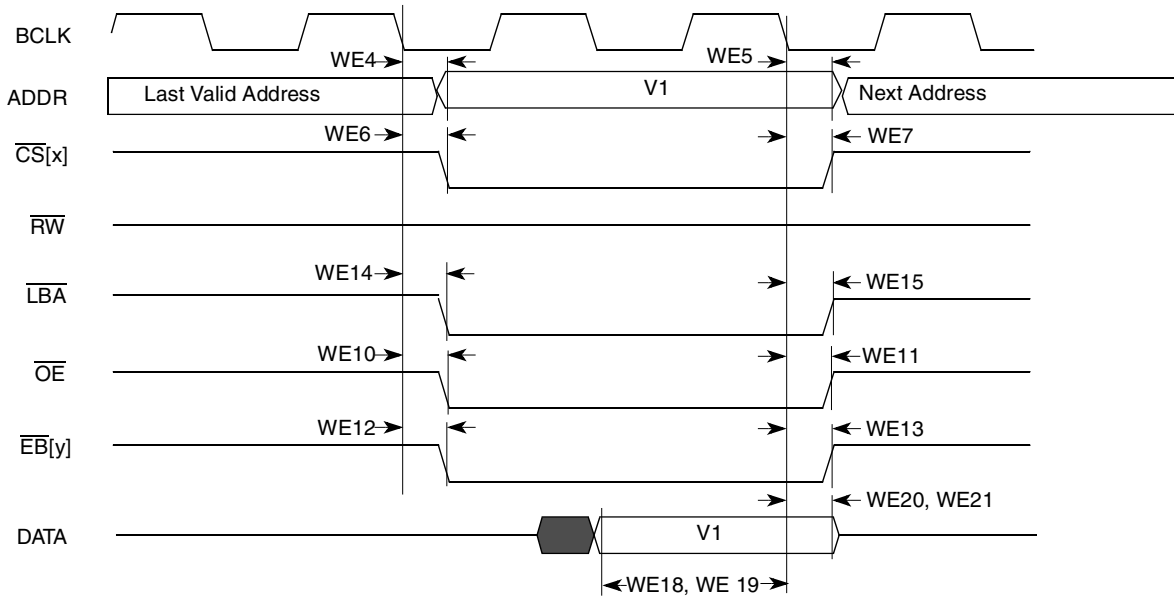 BCLK
WE4 WE5
ADDR Last Valid Address V1 Next Address
WE6 WE7
CS[x]
RW
WE14 WE15
LBA
WE10 WE11
OE
WE12 WE13
EB[y]
WE20, WE21
DATA V1
WE18, WE 19